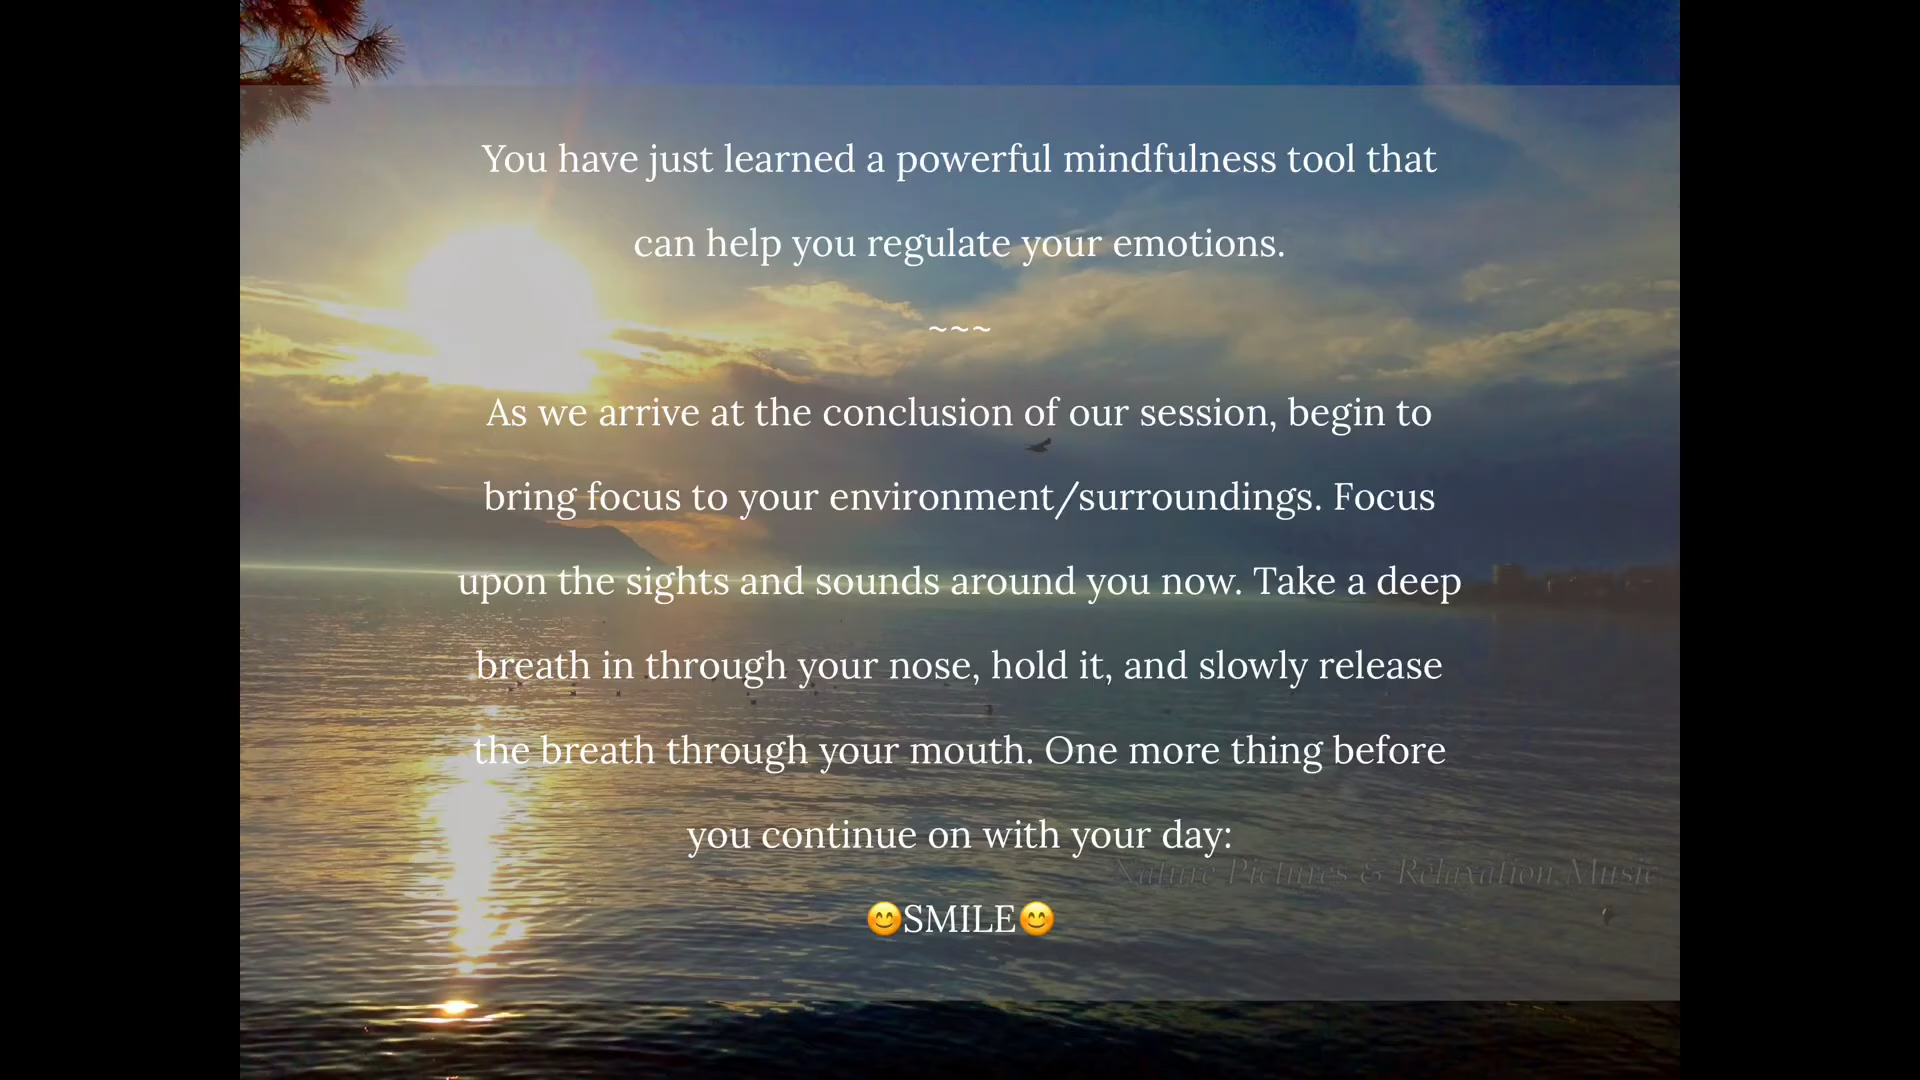 You have just learned a powerful mindfulness tool that
can help you regulate your emotions.
~~~
As we arrive at the conclusion of our session, begin to
bring focus to your environment/surroundings. Focus
upon the sights and sounds around you now. Take a deep
breath in through your nose, hold it, and slowly release
the breath through your mouth. One more thing before
you continue on with your day:
Nature Pictures & Relaxation Music
😊SMILE😊